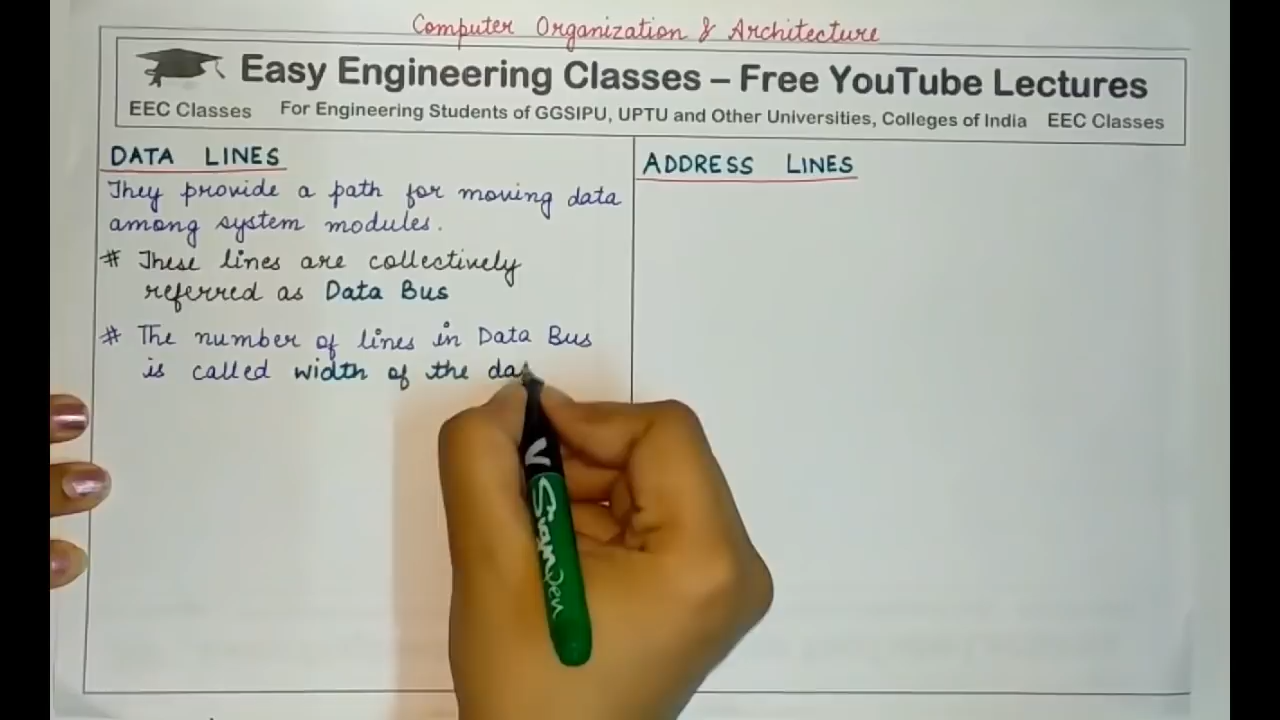 Computer Organization & Architecture
Easy Engineering Classes – Free YouTube Lectures
EEC Classes For Engineering Students of GGSIPU, UPTU and Other Universities, Colleges of India EEC Classes
DATA LINES
They provide a path for moving data
among system modules.
# These lines are collectively
referred as Data Bus
# The number of lines in Data Bus
is called width of the dat
ADDRESS LINES
V Sign Pen